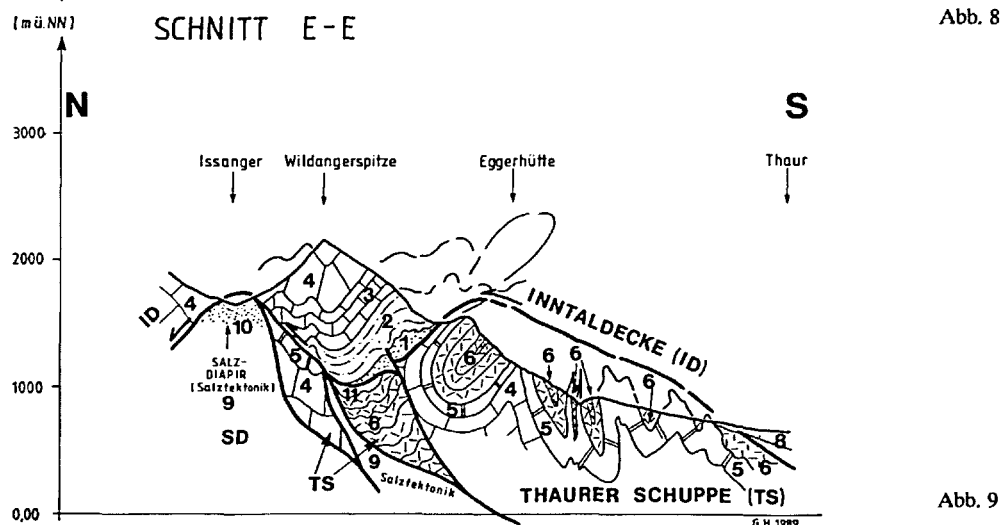 [mü.NN]
SCHNITT E-E
Abb. 8
N
S
3000
Issanger
Wildangerspitze
Eggerhütte
Thaur
2000
4
4
3
ID
10
2
1
INNTALDECKE (ID)
SALZ-
DIAPIR
(Salztektonik)
9
SD
1000
5
4
11
6
6
5
4
6
6
6
5
8
5
6
TS
9
Salztektonik
THAURER SCHUPPE (TS)
0,00
G.H. 1989
Abb. 9